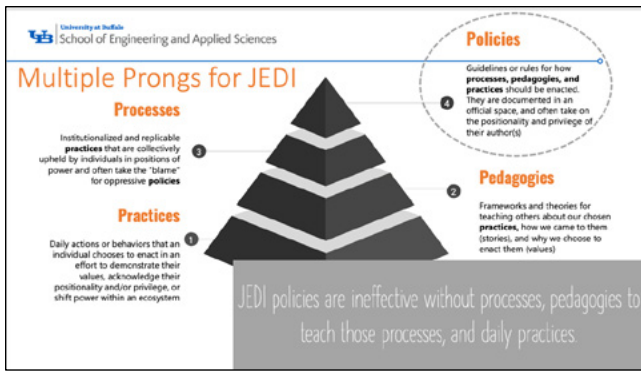 UB
University at Buffalo
School of Engineering and Applied Sciences
Multiple Prongs for JEDI
Policies
Guidelines or rules for how
processes, pedagogies, and
practices should be enacted.
They are documented in an
official space, and often take on
the positionality and privilege of
their author(s)
4
Processes
Institutionalized and replicable
practices that are collectively
upheld by individuals in positions of
power and often take the "blame"
for oppressive policies
3
Pedagogies
Frameworks and theories for
teaching others about our chosen
practices, how we came to them
(stories), and why we choose to
enact them (values)
2
Practices
Daily actions or behaviors that an
individual chooses to enact in an
effort to demonstrate their
values, acknowledge their
positionality and/or privilege, or
shift power within an ecosystem
1
JEDI policies are ineffective without processes, pedagogies to
teach those processes, and daily practices.